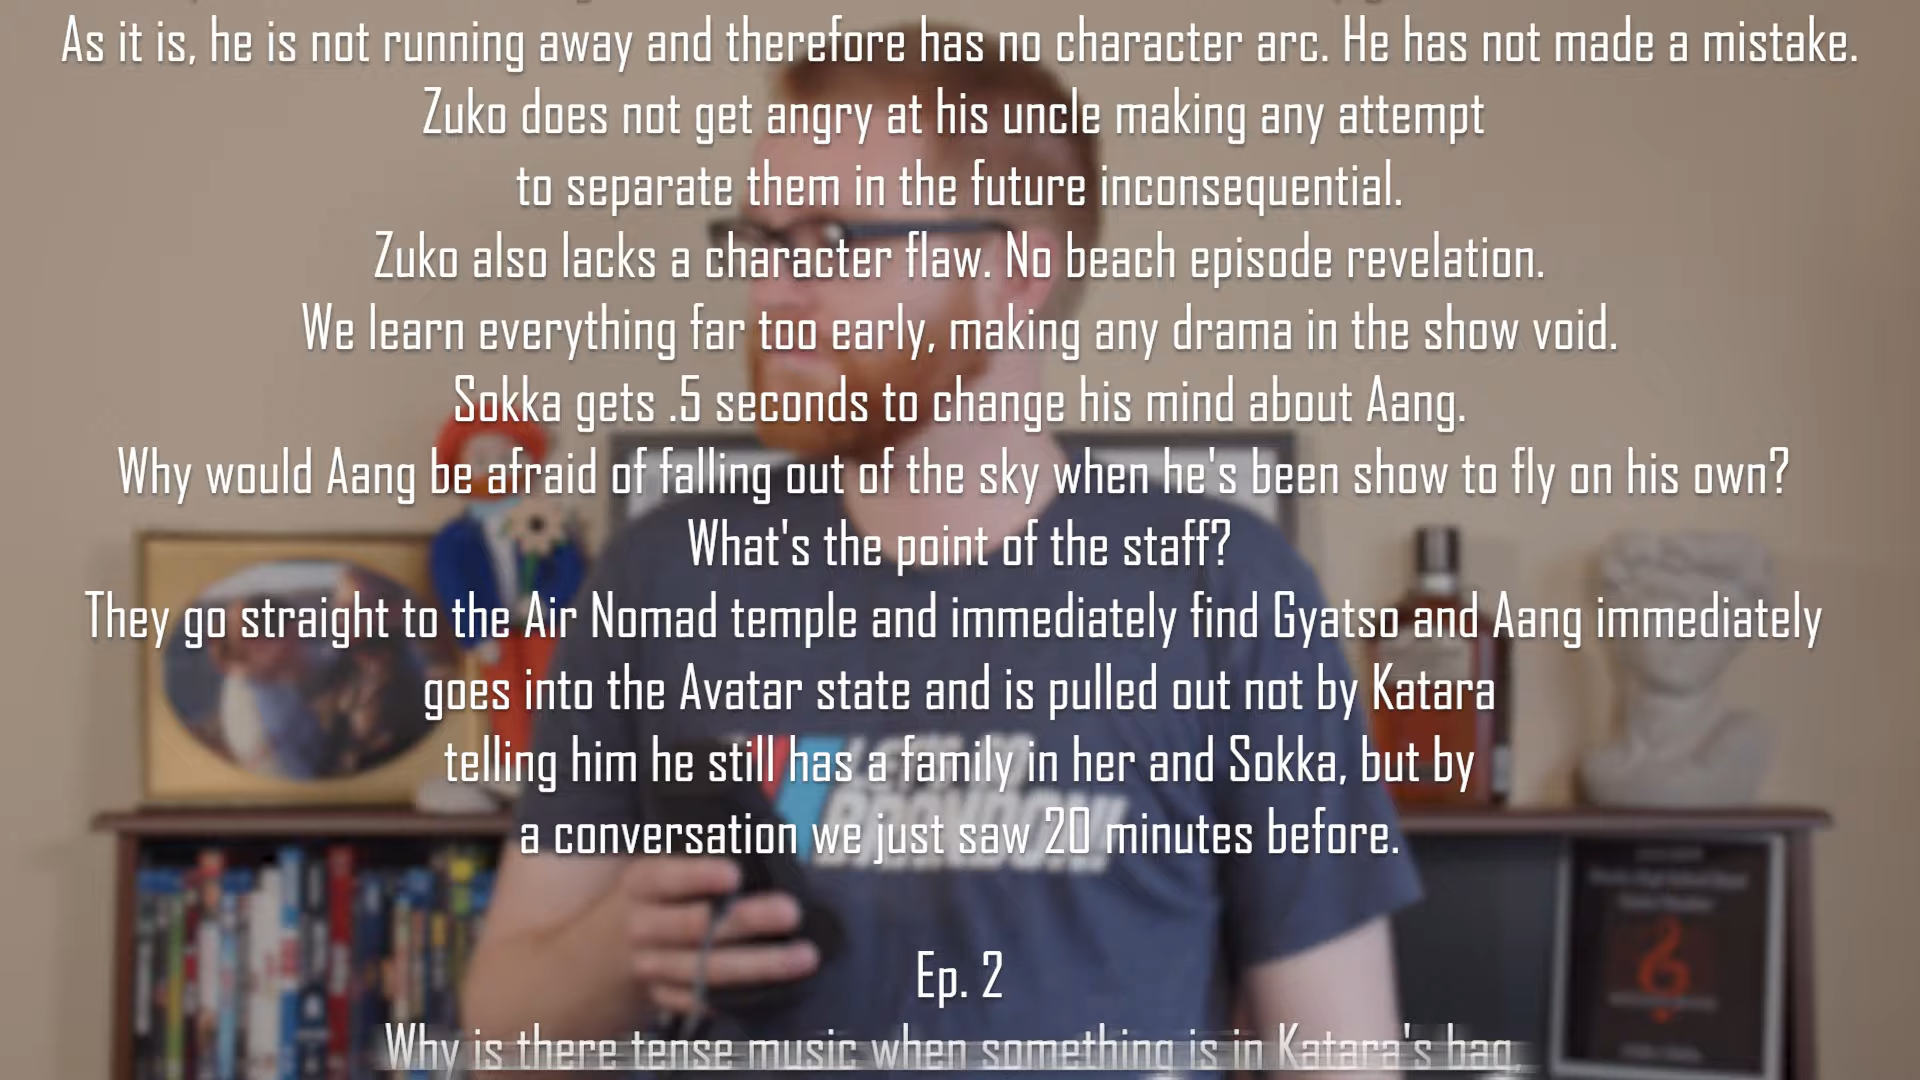 As it is, he is not running away and therefore has no character arc. He has not made a mistake.
Zuko does not get angry at his uncle making any attempt
to separate them in the future inconsequential.
Zuko also lacks a character flaw. No beach episode revelation.
We learn everything far too early, making any drama in the show void.
Sokka gets .5 seconds to change his mind about Aang.
Why would Aang be afraid of falling out of the sky when he's been show to fly on his own?
What's the point of the staff?
They go straight to the Air Nomad temple and immediately find Gyatso and Aang immediately
goes into the Avatar state and is pulled out not by Katara
telling him he still has a family in her and Sokka, but by
a conversation we just saw 20 minutes before.
Ep. 2
Why is there tense music when something is in Katara's bag,